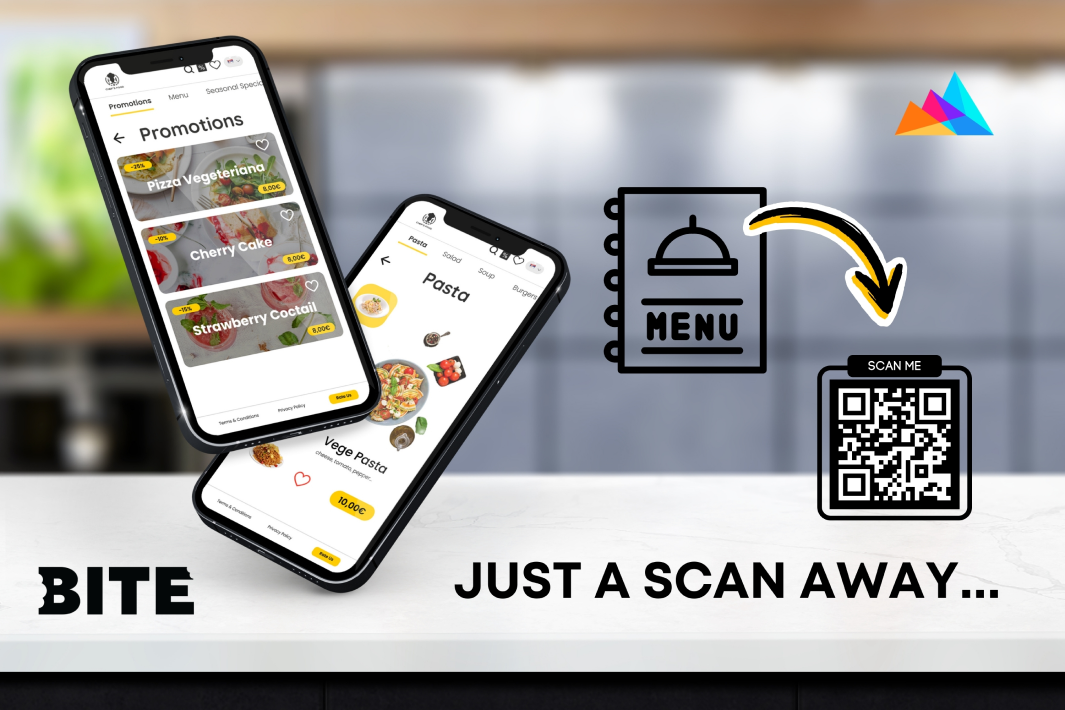 Promotions
Menu
Seasonal Specia
Promotions
-25%
Pizza Vegeteriana
8,00€
-10%
Cherry Cake
8,00€
-15%
Strawberry Coctail
8,00€
Terms & Conditions
Privacy Policy
Rate Us
Pasta
Salad
Soup
Burgers
Pasta
Vege Pasta
cheese, tomato, pepper...
10,00€
Terms & Conditions
Privacy Policy
Rate Us
MENU
SCAN ME
BITE
JUST A SCAN AWAY...